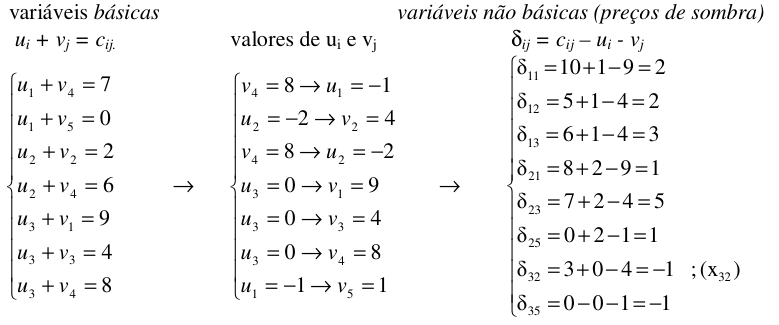 variáveis básicas
u_i + v_j = c_ij.
u_1 + v_4 = 7
u_1 + v_5 = 0
u_2 + v_2 = 2
u_2 + v_4 = 6
u_3 + v_1 = 9
u_3 + v_3 = 4
u_3 + v_4 = 8
→
valores de u_i e v_j
v_4 = 8 → u_1 = −1
u_2 = −2 → v_2 = 4
v_4 = 8 → u_2 = −2
u_3 = 0 → v_1 = 9
u_3 = 0 → v_3 = 4
u_3 = 0 → v_4 = 8
u_1 = −1 → v_5 = 1
→
variáveis não básicas (preços de sombra)
δ_ij = c_ij – u_i - v_j
δ_11 = 10+1−9 = 2
δ_12 = 5+1−4 = 2
δ_13 = 6+1−4 = 3
δ_21 = 8+2−9 = 1
δ_23 = 7+2−4 = 5
δ_25 = 0+2−1 = 1
δ_32 = 3+0−4 = −1 ;(x_32)
δ_35 = 0−0−1 = −1